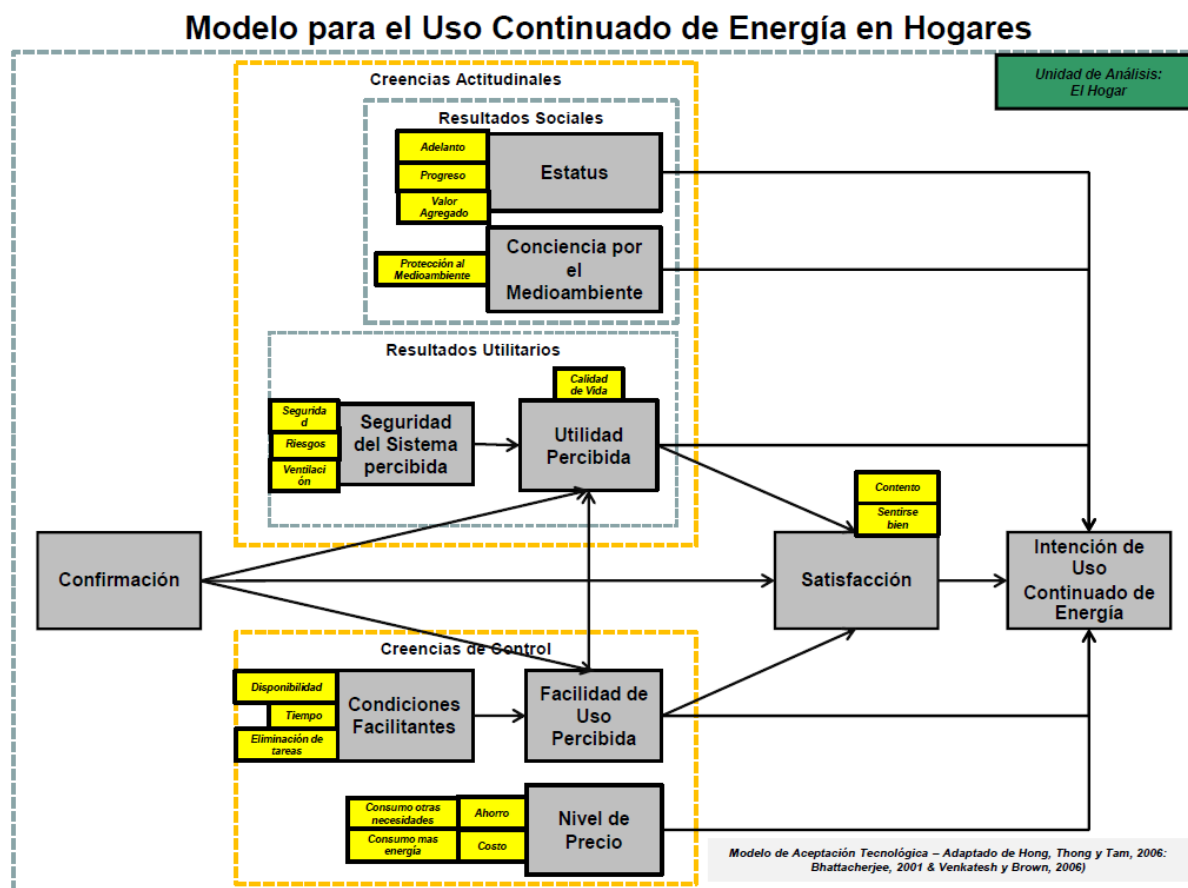 Modelo para el Uso Continuado de Energía en Hogares
Creencias Actitudinales
Unidad de Análisis:
El Hogar
Resultados Sociales
Adelanto
Progreso
Valor
Agregado
Estatus
Protección al
Medioambiente
Conciencia por
el
Medioambiente
Resultados Utilitarios
Calidad
de Vida
Segurida
d
Riesgos
Ventilaci
ón
Seguridad
del Sistema
percibida
Utilidad
Percibida
Contento
Sentirse
bien
Confirmación
Satisfacción
Intención de
Uso
Continuado de
Energía
Creencias de Control
Disponibilidad
Tiempo
Eliminación de
tareas
Condiciones
Facilitantes
Facilidad de
Uso
Percibida
Consumo otras
necesidades
Ahorro
Consumo mas
energía
Costo
Nivel de
Precio
Modelo de Aceptación Tecnológica – Adaptado de Hong, Thong y Tam, 2006:
Bhattacherjee, 2001 & Venkatesh y Brown, 2006)